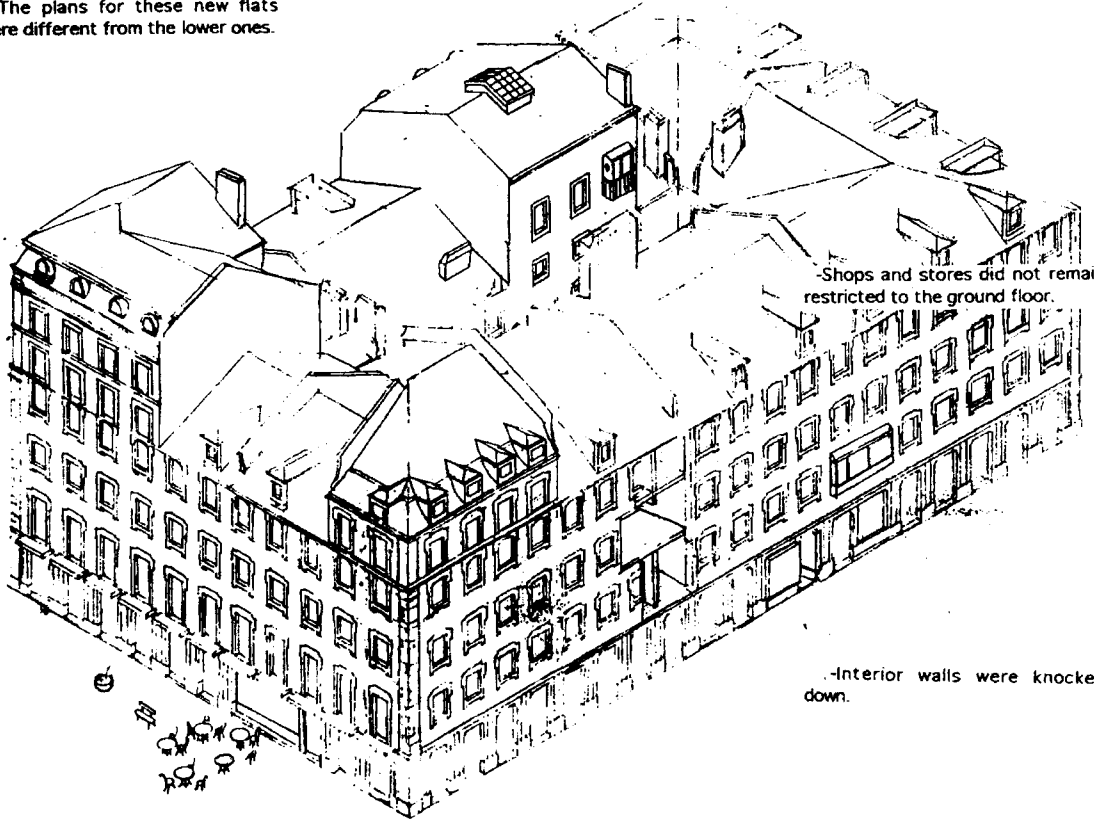 The plans for these new flats
ere different from the lower ones.
-Shops and stores did not remai
restricted to the ground floor.
.-Interior walls were knocke
down.